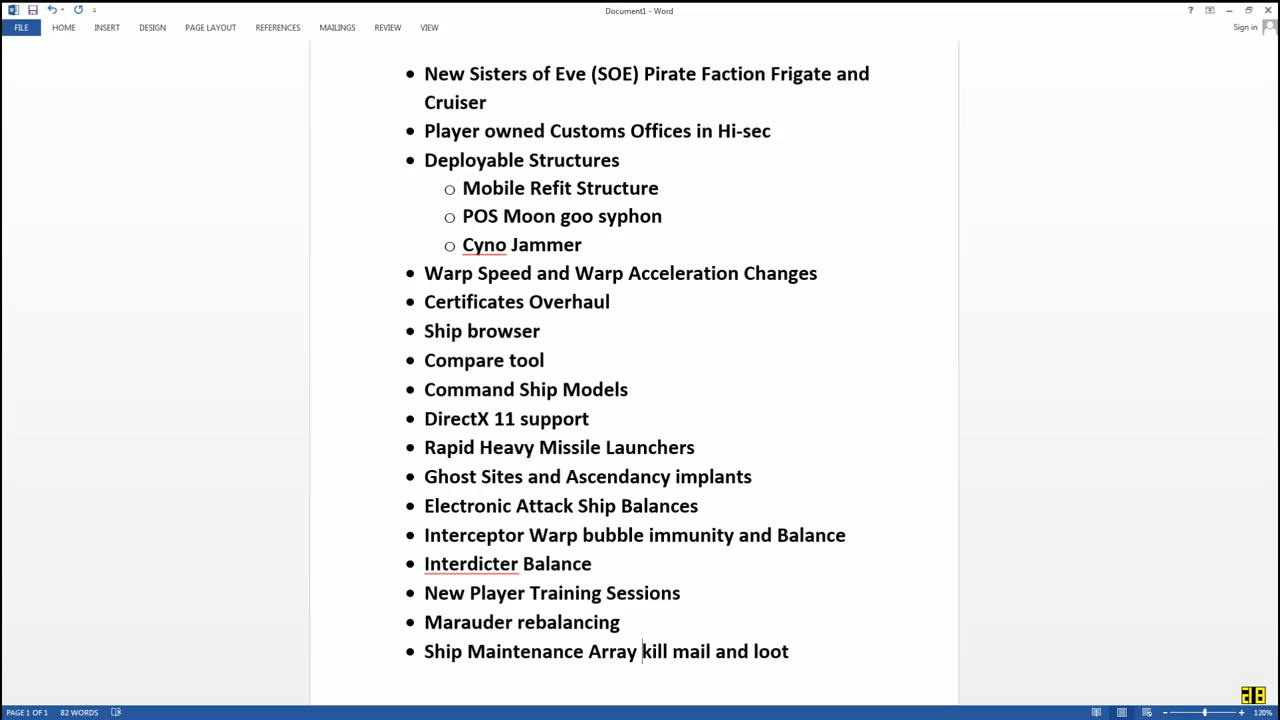 Document1 - Word
?
Sign in
FILE HOME INSERT DESIGN PAGE LAYOUT REFERENCES MAILINGS REVIEW VIEW
• New Sisters of Eve (SOE) Pirate Faction Frigate and
Cruiser
• Player owned Customs Offices in Hi-sec
• Deployable Structures
○ Mobile Refit Structure
○ POS Moon goo syphon
○ Cyno Jammer
• Warp Speed and Warp Acceleration Changes
• Certificates Overhaul
• Ship browser
• Compare tool
• Command Ship Models
• DirectX 11 support
• Rapid Heavy Missile Launchers
• Ghost Sites and Ascendancy implants
• Electronic Attack Ship Balances
• Interceptor Warp bubble immunity and Balance
• Interdicter Balance
• New Player Training Sessions
• Marauder rebalancing
• Ship Maintenance Array kill mail and loot
PAGE 1 OF 1 82 WORDS 120%